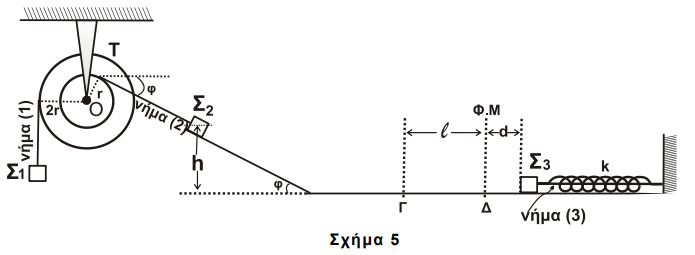 T
r
2r
O
φ
νήμα (1)
νήμα (2)
Σ2
Σ1
h
φ
Φ.Μ
ℓ
d
Σ3
k
Γ
Δ
νήμα (3)
Σχήμα 5